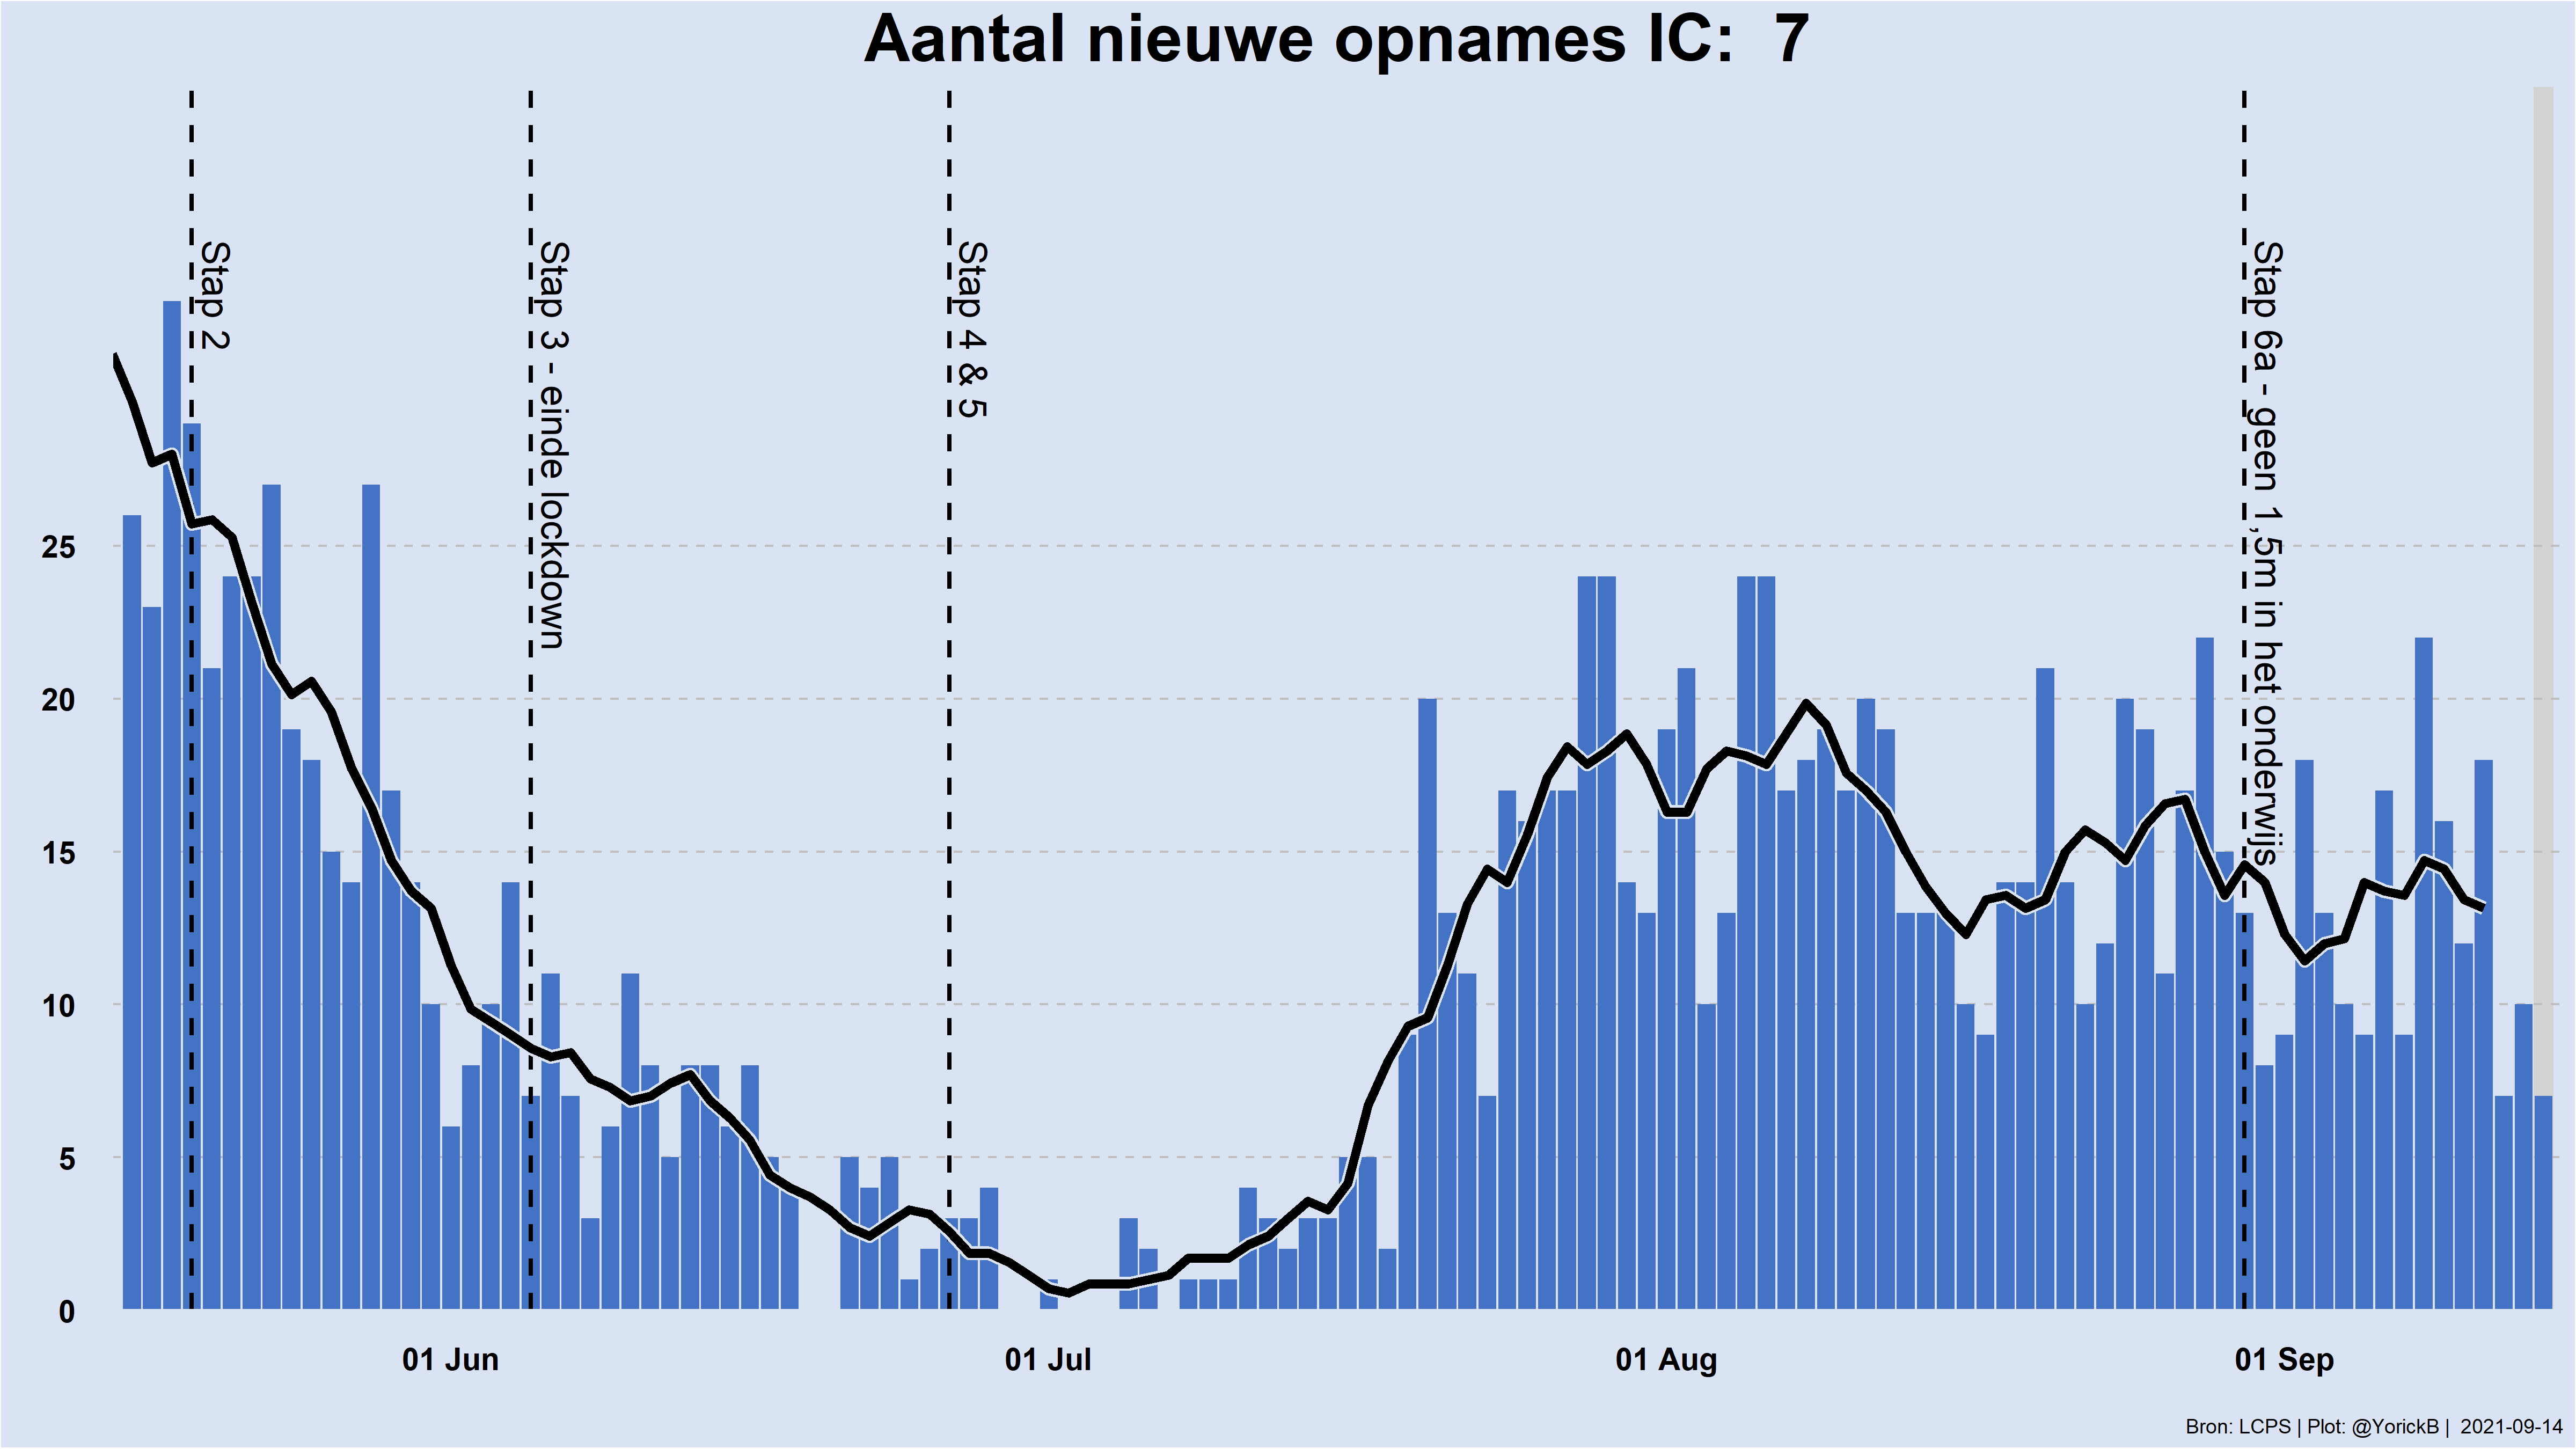 Aantal nieuwe opnames IC:  7
Stap 2
Stap 3 - einde lockdown
Stap 4 & 5
Stap 6a - geen 1,5m in het onderwijs
25
20
15
10
5
0
01 Jun
01 Jul
01 Aug
01 Sep
Bron: LCPS | Plot: @YorickB |  2021-09-14